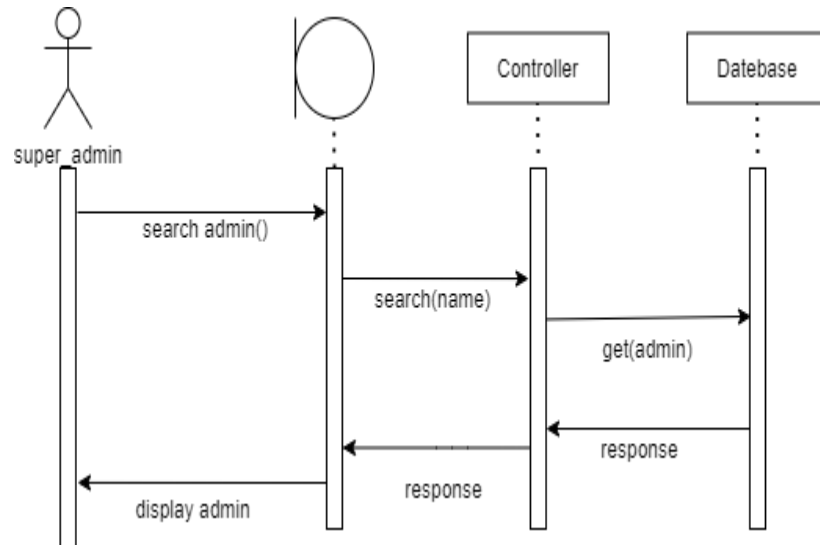 Controller
Datebase
super_admin
search admin()
search(name)
get(admin)
response
response
display admin